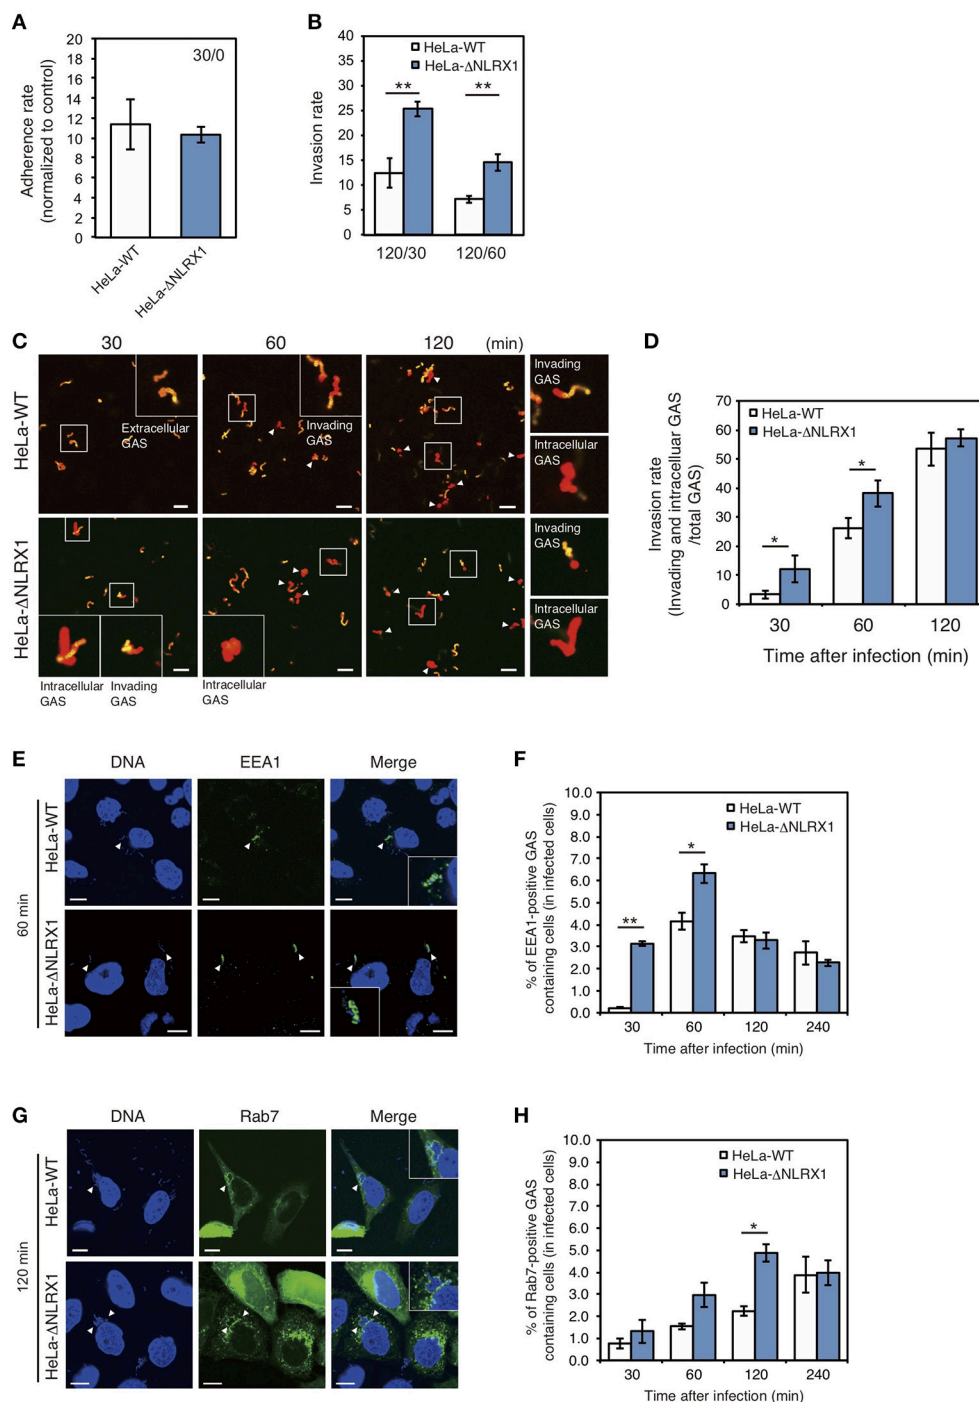 A
20
18
16
14
12
10
8
6
4
2
0
30/0
Adherence rate
(normalized to control)
HeLa-WT
HeLa-ΔNLRX1
B
40
35
30
25
20
15
10
5
0
HeLa-WT
HeLa-ΔNLRX1
**
**
Invasion rate
120/30
120/60
C
30
60
120
(min)
HeLa-WT
Extracellular
GAS
Invading
GAS
Invading
GAS
Intracellular
GAS
HeLa-ΔNLRX1
Invading
GAS
Intracellular
GAS
Intracellular
GAS
Invading
GAS
Intracellular
GAS
D
70
60
50
40
30
20
10
0
HeLa-WT
HeLa-ΔNLRX1
*
*
Invasion rate
(Invading and intracelluar GAS
/total GAS)
30
60
120
Time after infection (min)
E
DNA
EEA1
Merge
60 min
HeLa-WT
HeLa-ΔNLRX1
F
10.0
9.0
8.0
7.0
6.0
5.0
4.0
3.0
2.0
1.0
0.0
HeLa-WT
HeLa-ΔNLRX1
**
*
% of EEA1-positive GAS
containing cells (in infected cells)
30
60
120
240
Time after infection (min)
G
DNA
Rab7
Merge
120 min
HeLa-WT
HeLa-ΔNLRX1
H
10.0
9.0
8.0
7.0
6.0
5.0
4.0
3.0
2.0
1.0
0.0
HeLa-WT
HeLa-ΔNLRX1
*
% of Rab7-positive GAS
containing cells (in infected cells)
30
60
120
240
Time after infection (min)